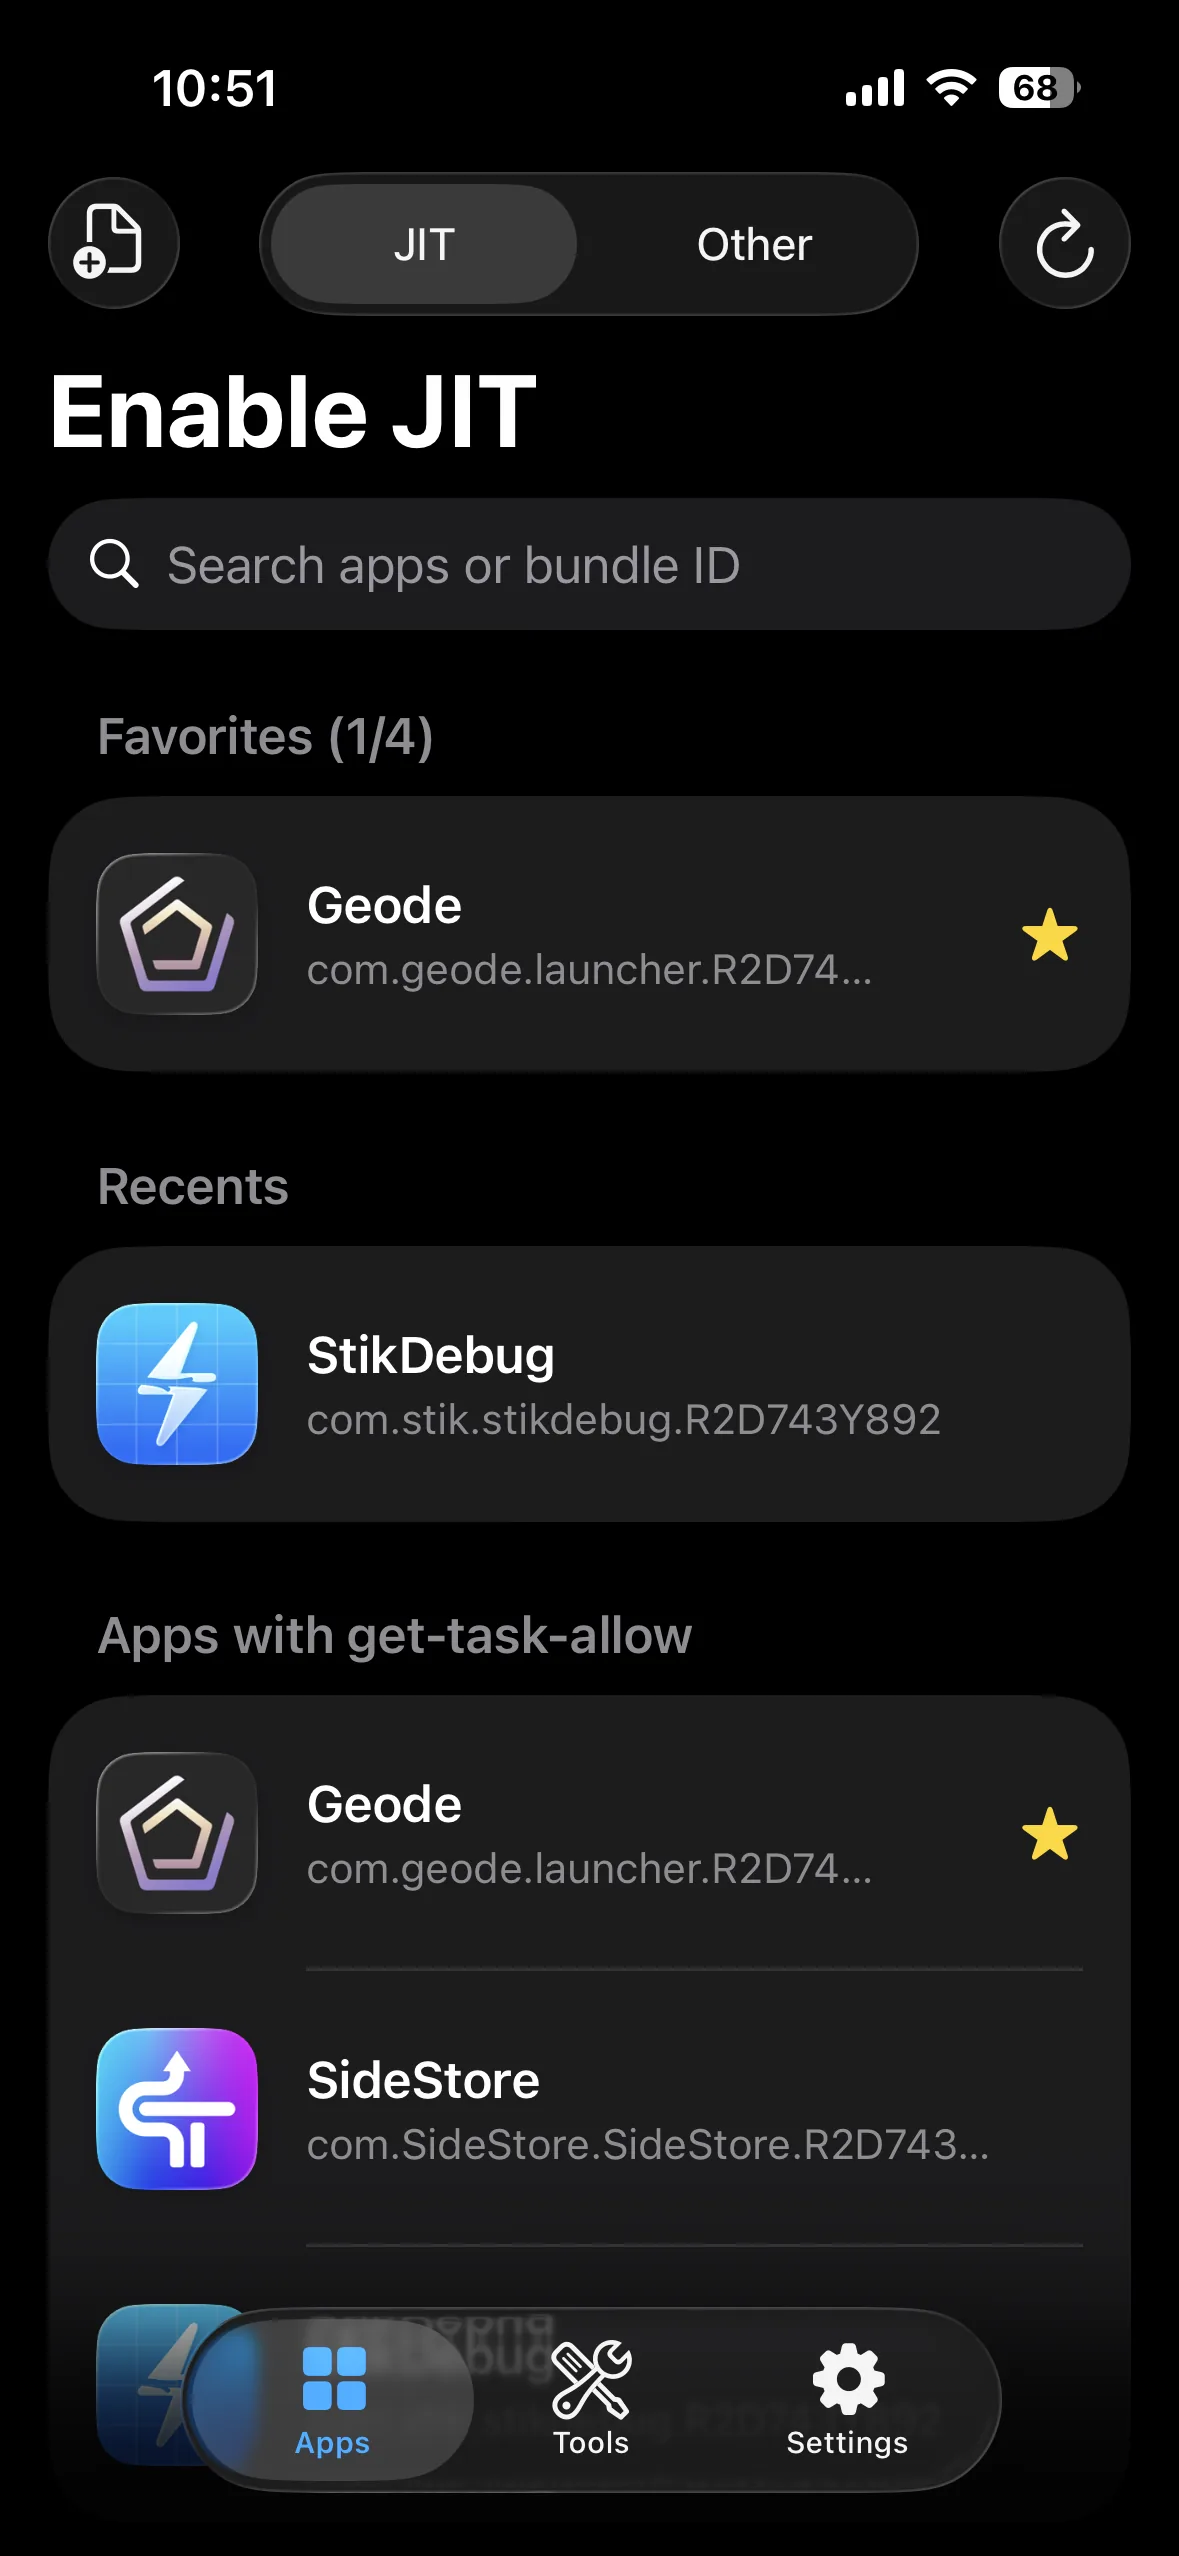 10:51
68
JIT
Other
Enable JIT
Search apps or bundle ID
Favorites (1/4)
Geode
com.geode.launcher.R2D74...
Recents
StikDebug
com.stik.stikdebug.R2D743Y892
Apps with get-task-allow
Geode
com.geode.launcher.R2D74...
SideStore
com.SideStore.SideStore.R2D743...
Apps
Tools
Settings